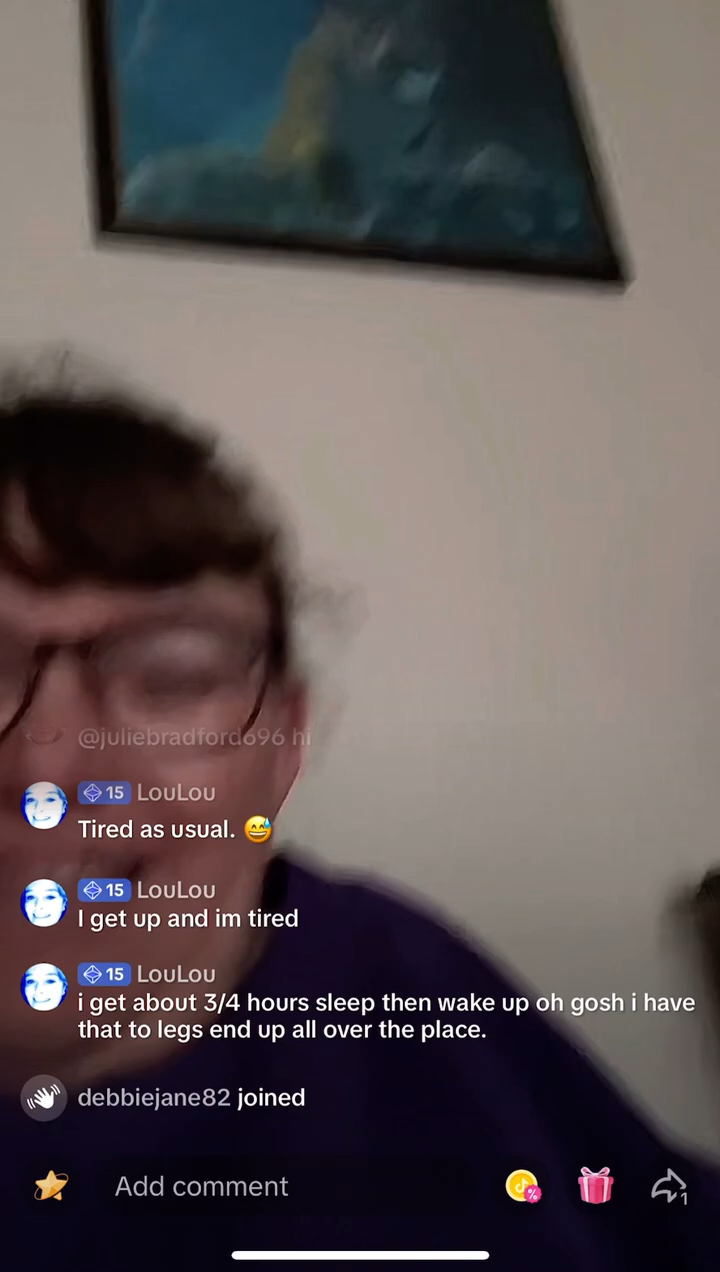 @juliebradford696 hi
15 LouLou
Tired as usual. 😅
15 LouLou
I get up and im tired
15 LouLou
i get about 3/4 hours sleep then wake up oh gosh i have
that to legs end up all over the place.
debbiejane82 joined
Add comment
%
1